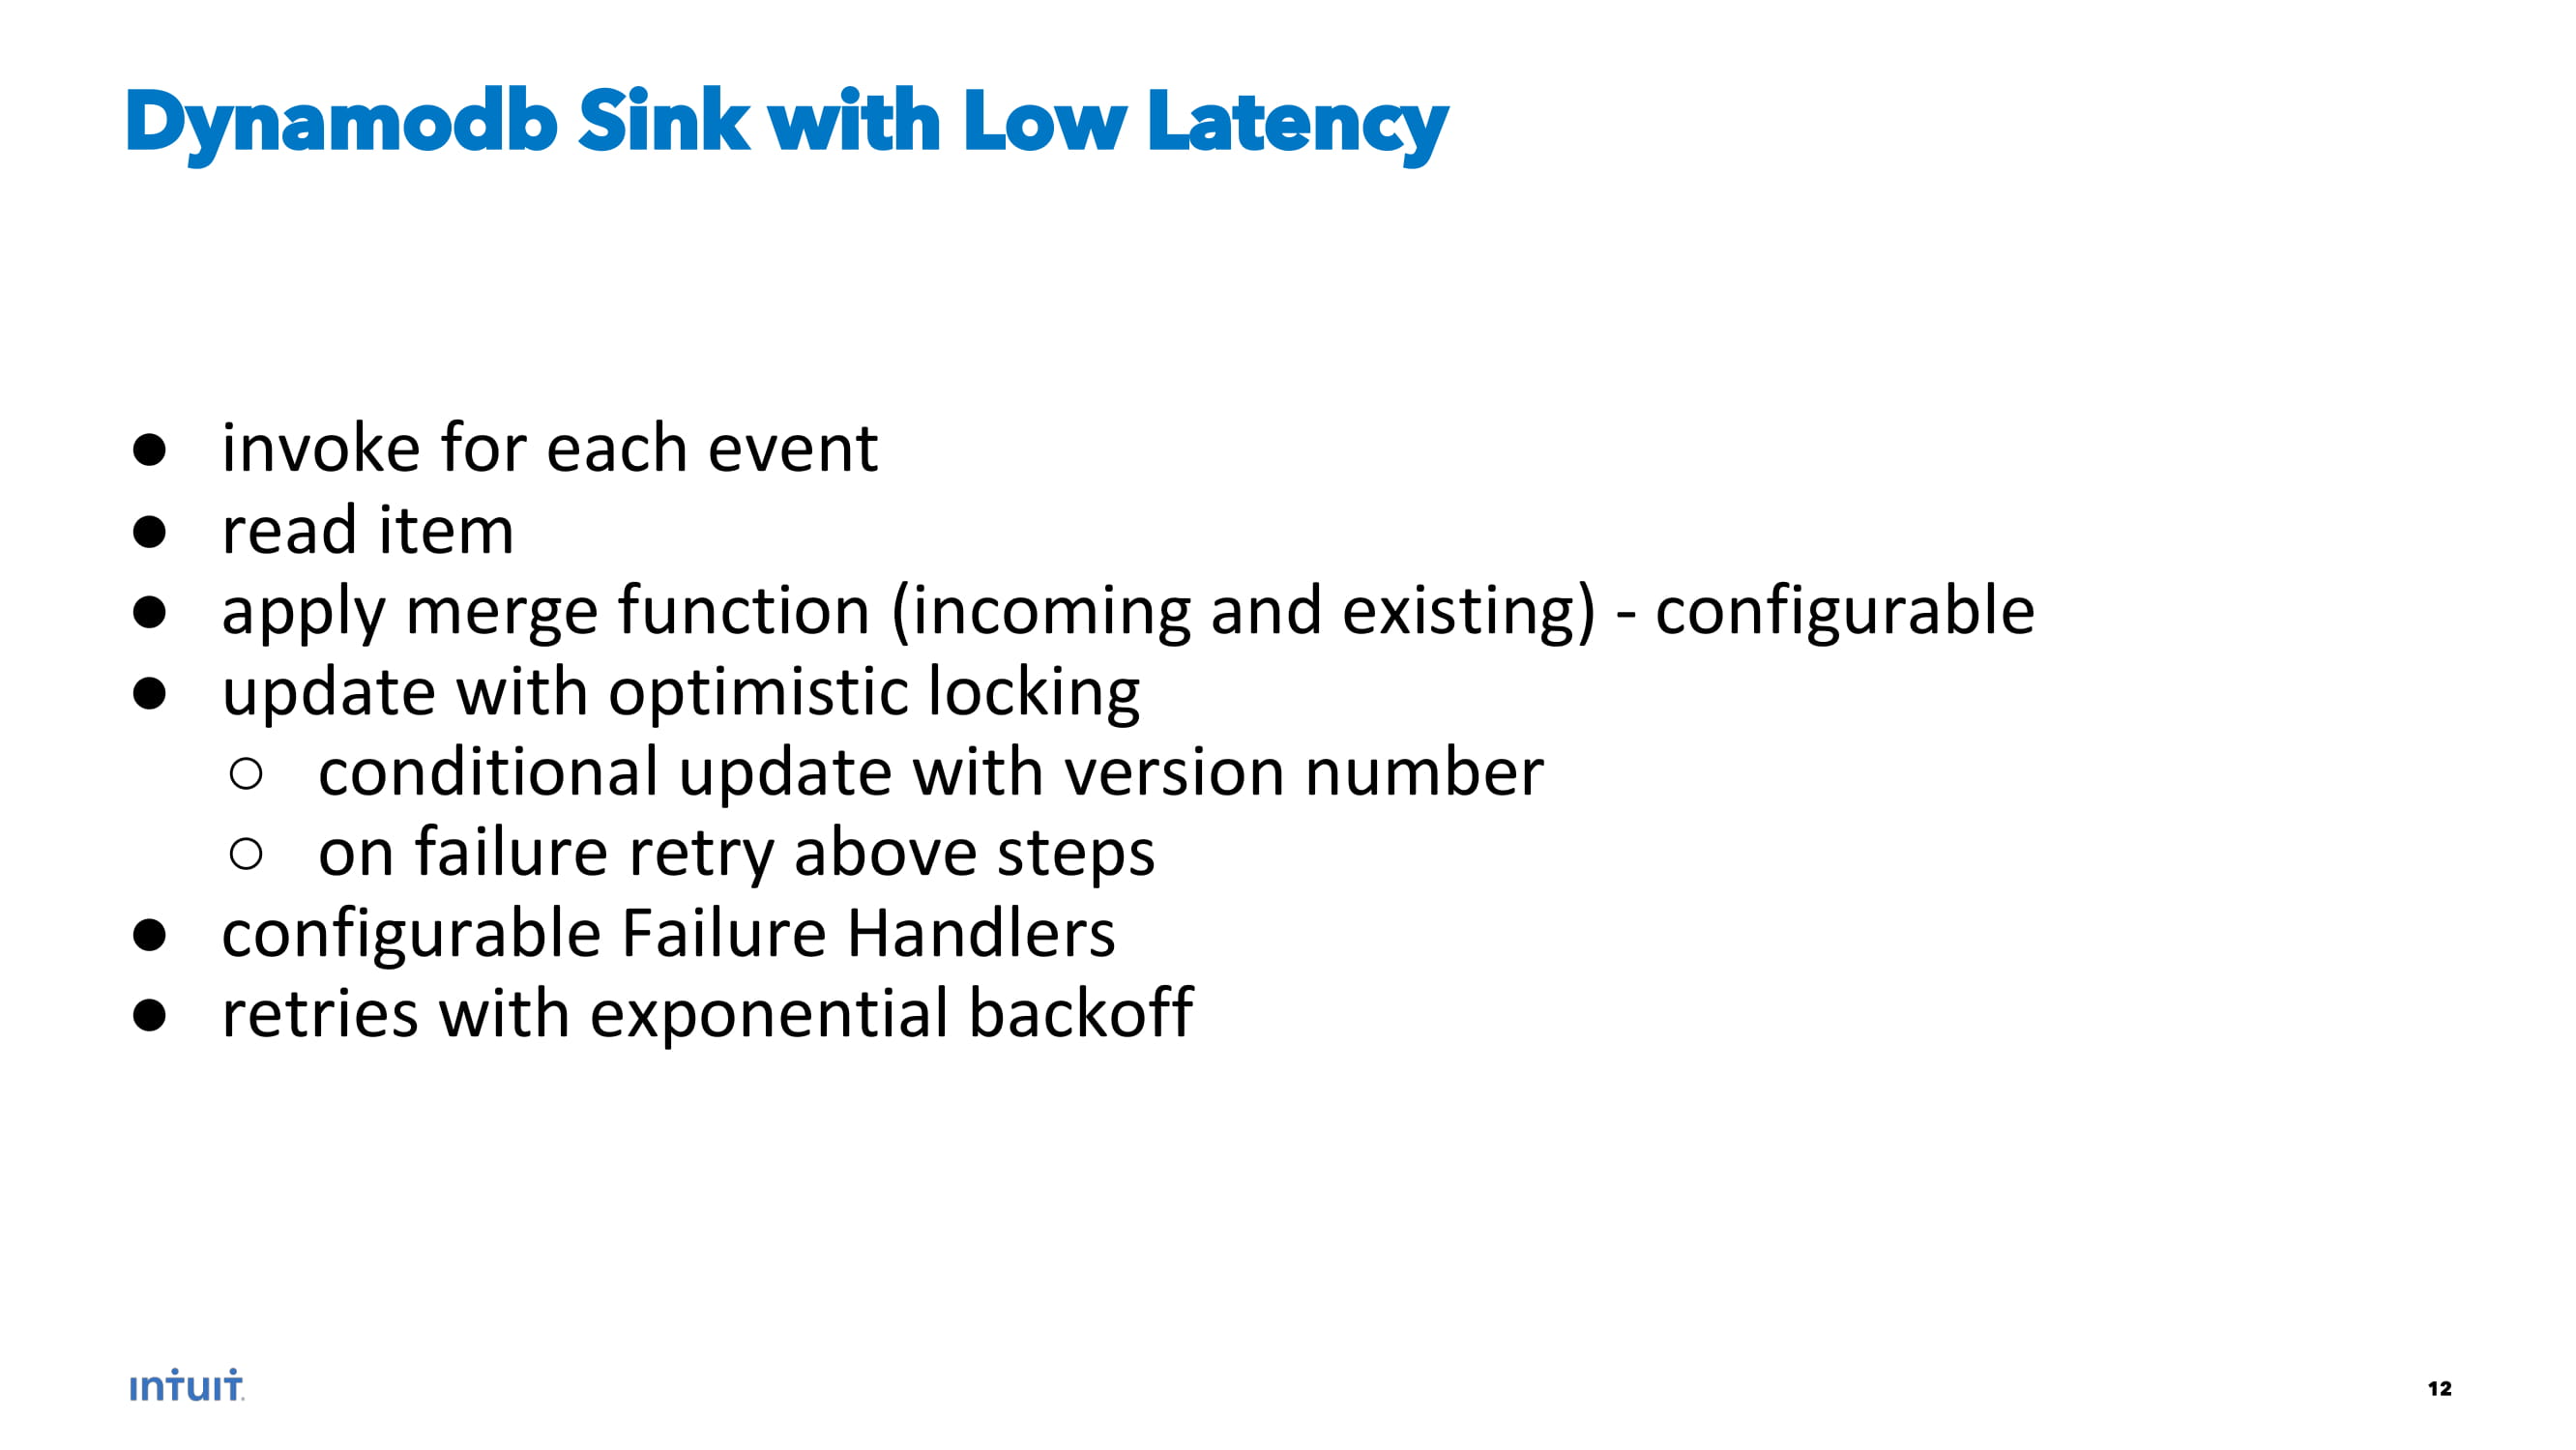 Dynamodb Sink with Low Latency
● invoke for each event
● read item
● apply merge function (incoming and existing) - configurable
● update with optimistic locking
○ conditional update with version number
○ on failure retry above steps
● configurable Failure Handlers
● retries with exponential backoff
intuit.
12